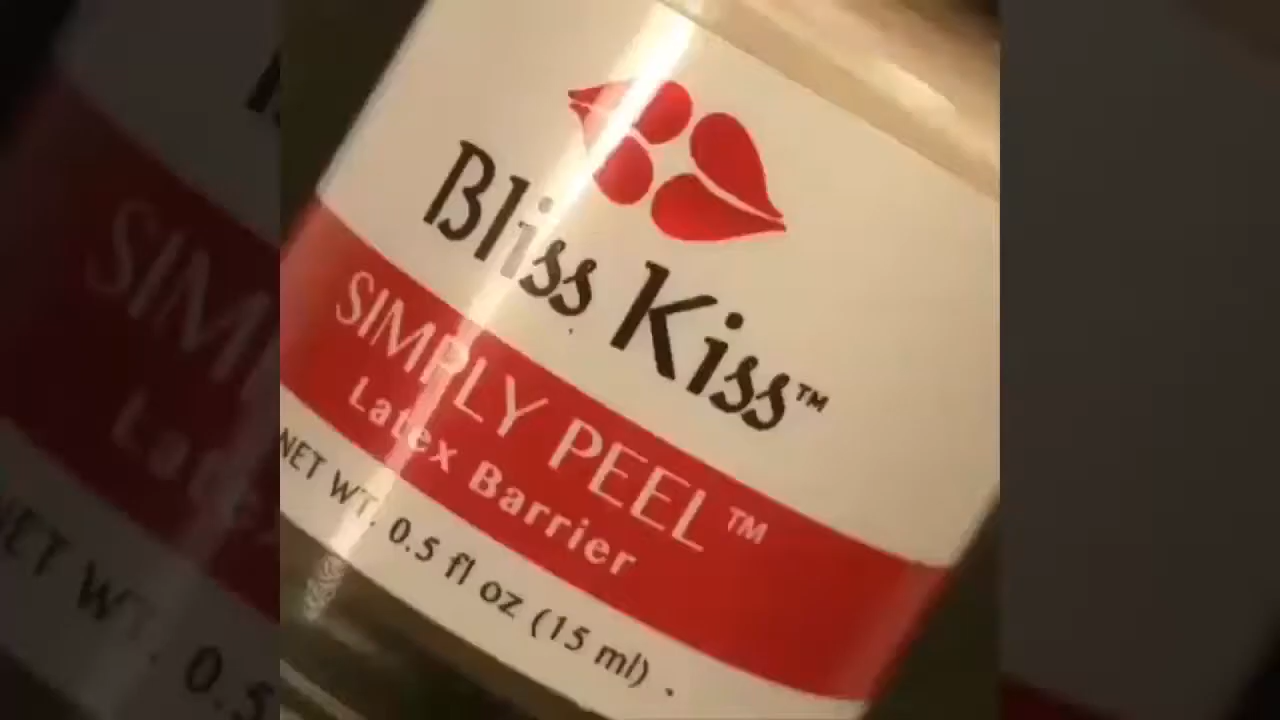 Bliss Kiss™
SIMPLY PEEL™
Latex Barrier
NET WT. 0.5 fl oz (15 ml)